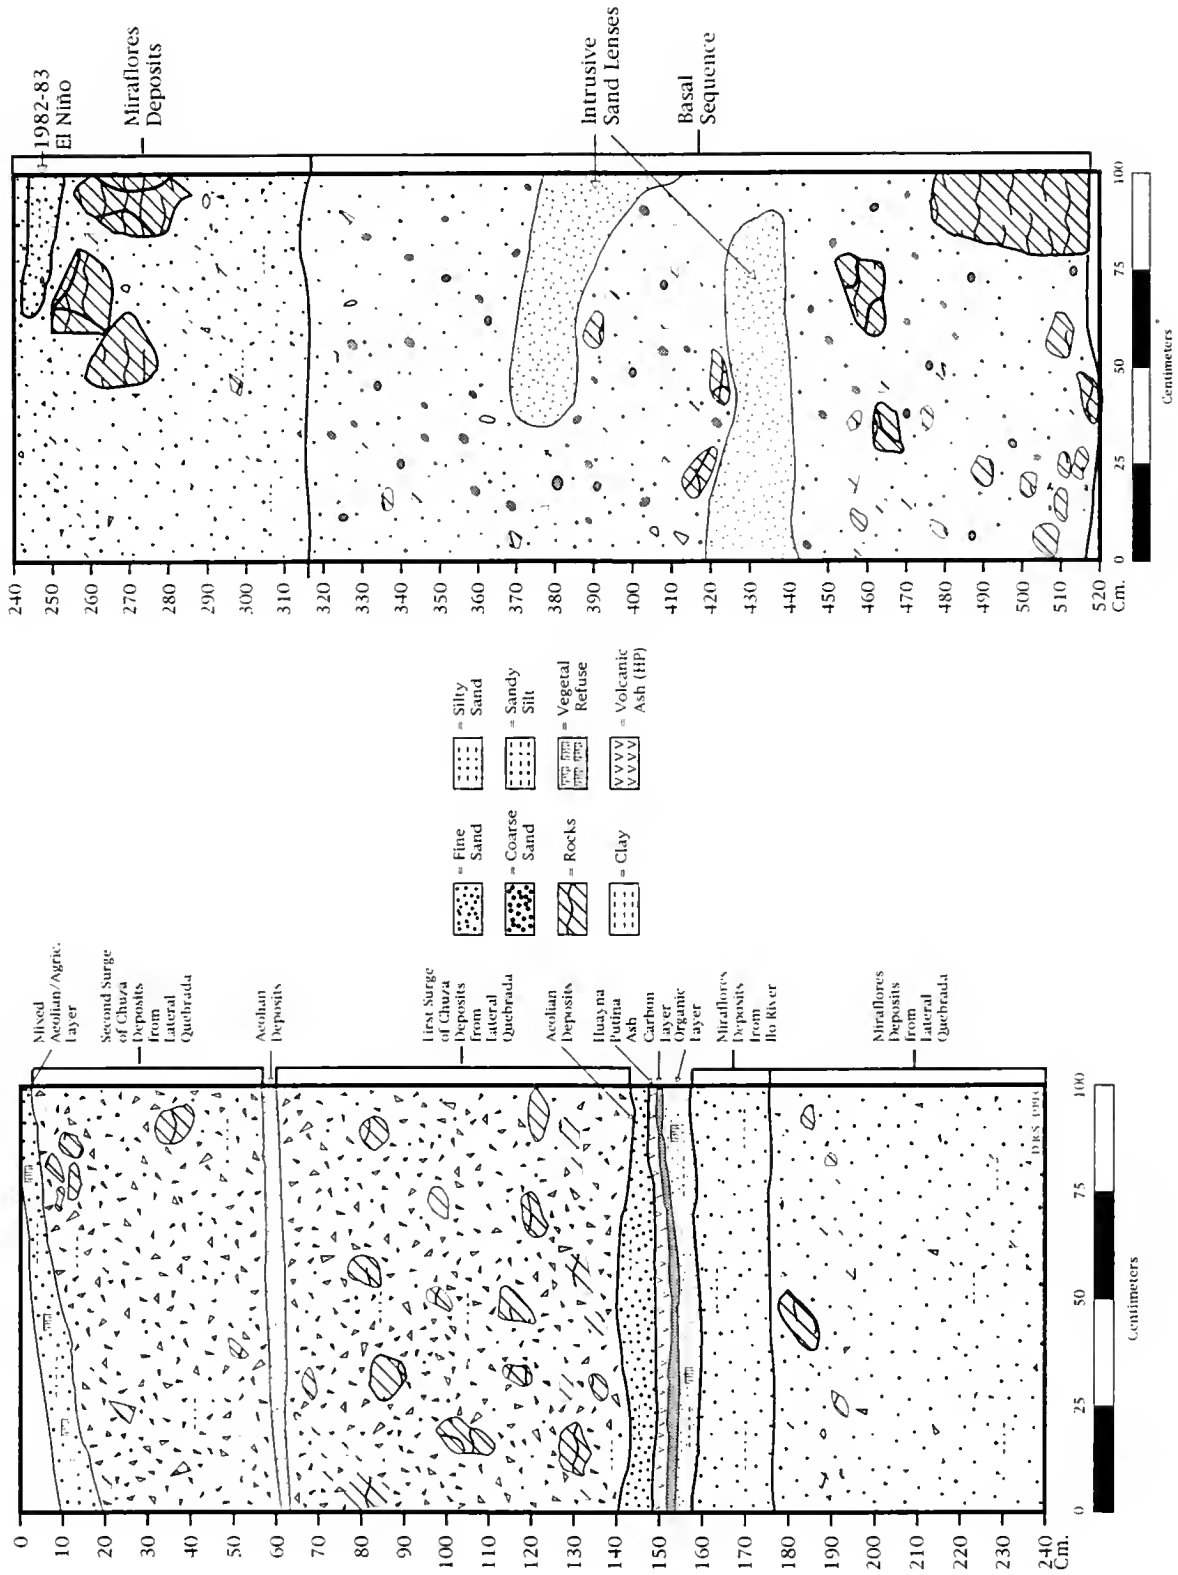 240
250
260
270
280
290
300
310
320
330
340
350
360
370
380
390
400
410
420
430
440
450
460
470
480
490
500
510
520
Cm.
1982-83
El Niño
Miraflores
Deposits
Intrusive
Sand Lenses
Basal
Sequence
0
25
50
75
100
Centimeters
= Fine
Sand
= Coarse
Sand
= Rocks
= Clay
= Silty
Sand
= Sandy
Silt
= Vegetal
Refuse
= Volcanic
Ash (HP)
0
10
20
30
40
50
60
70
80
90
100
110
120
130
140
150
160
170
180
190
200
210
220
230
240
Cm.
Mixed
Aeolian/Agric.
Layer
Second Surge
of Chuza
Deposits
from
Lateral
Quebrada
Aeolian
Deposits
First Surge
of Chuza
Deposits
from
Lateral
Quebrada
Aeolian
Deposits
Huayna
Putina
Ash
Carbon
Layer
Organic
Layer
Miraflores
Deposits
from
Ilo River
Miraflores
Deposits
from
Lateral
Quebrada
0
25
50
75
100
Centimeters